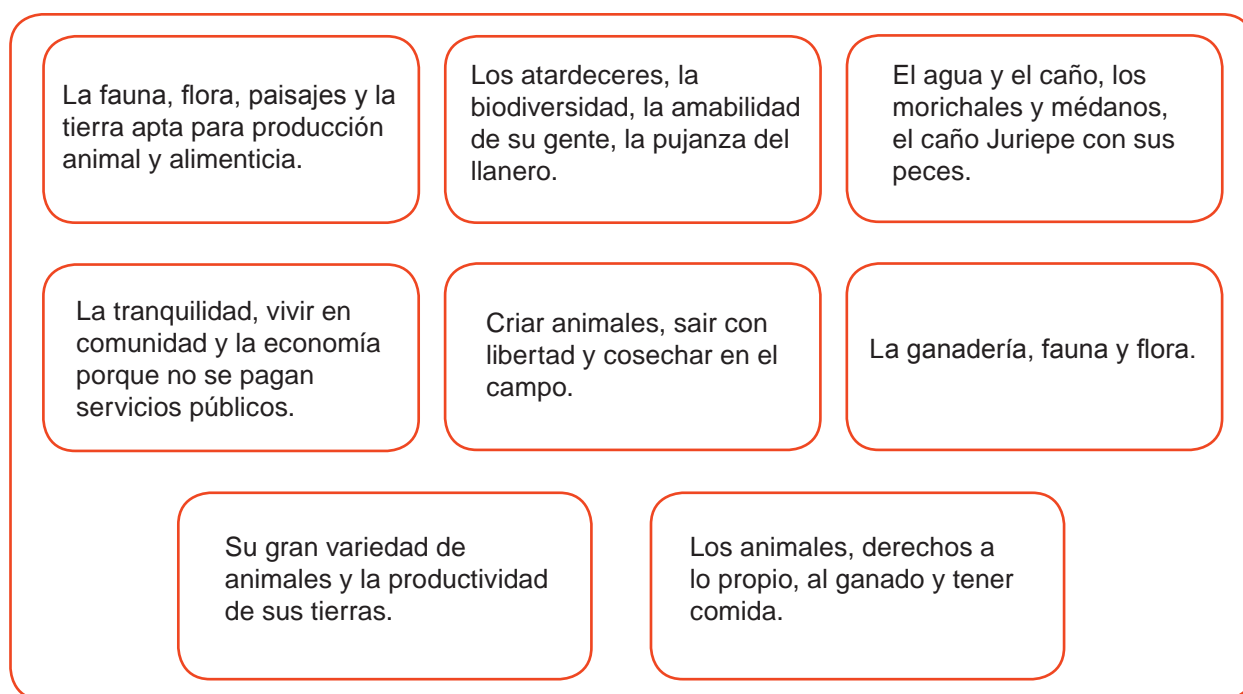 La fauna, flora, paisajes y la
tierra apta para producción
animal y alimenticia.
Los atardeceres, la
biodiversidad, la amabilidad
de su gente, la pujanza del
llanero.
El agua y el caño, los
morichales y médanos,
el caño Juriepe con sus
peces.
La tranquilidad, vivir en
comunidad y la economía
porque no se pagan
servicios públicos.
Criar animales, sair con
libertad y cosechar en el
campo.
La ganadería, fauna y flora.
Su gran variedad de
animales y la productividad
de sus tierras.
Los animales, derechos a
lo propio, al ganado y tener
comida.